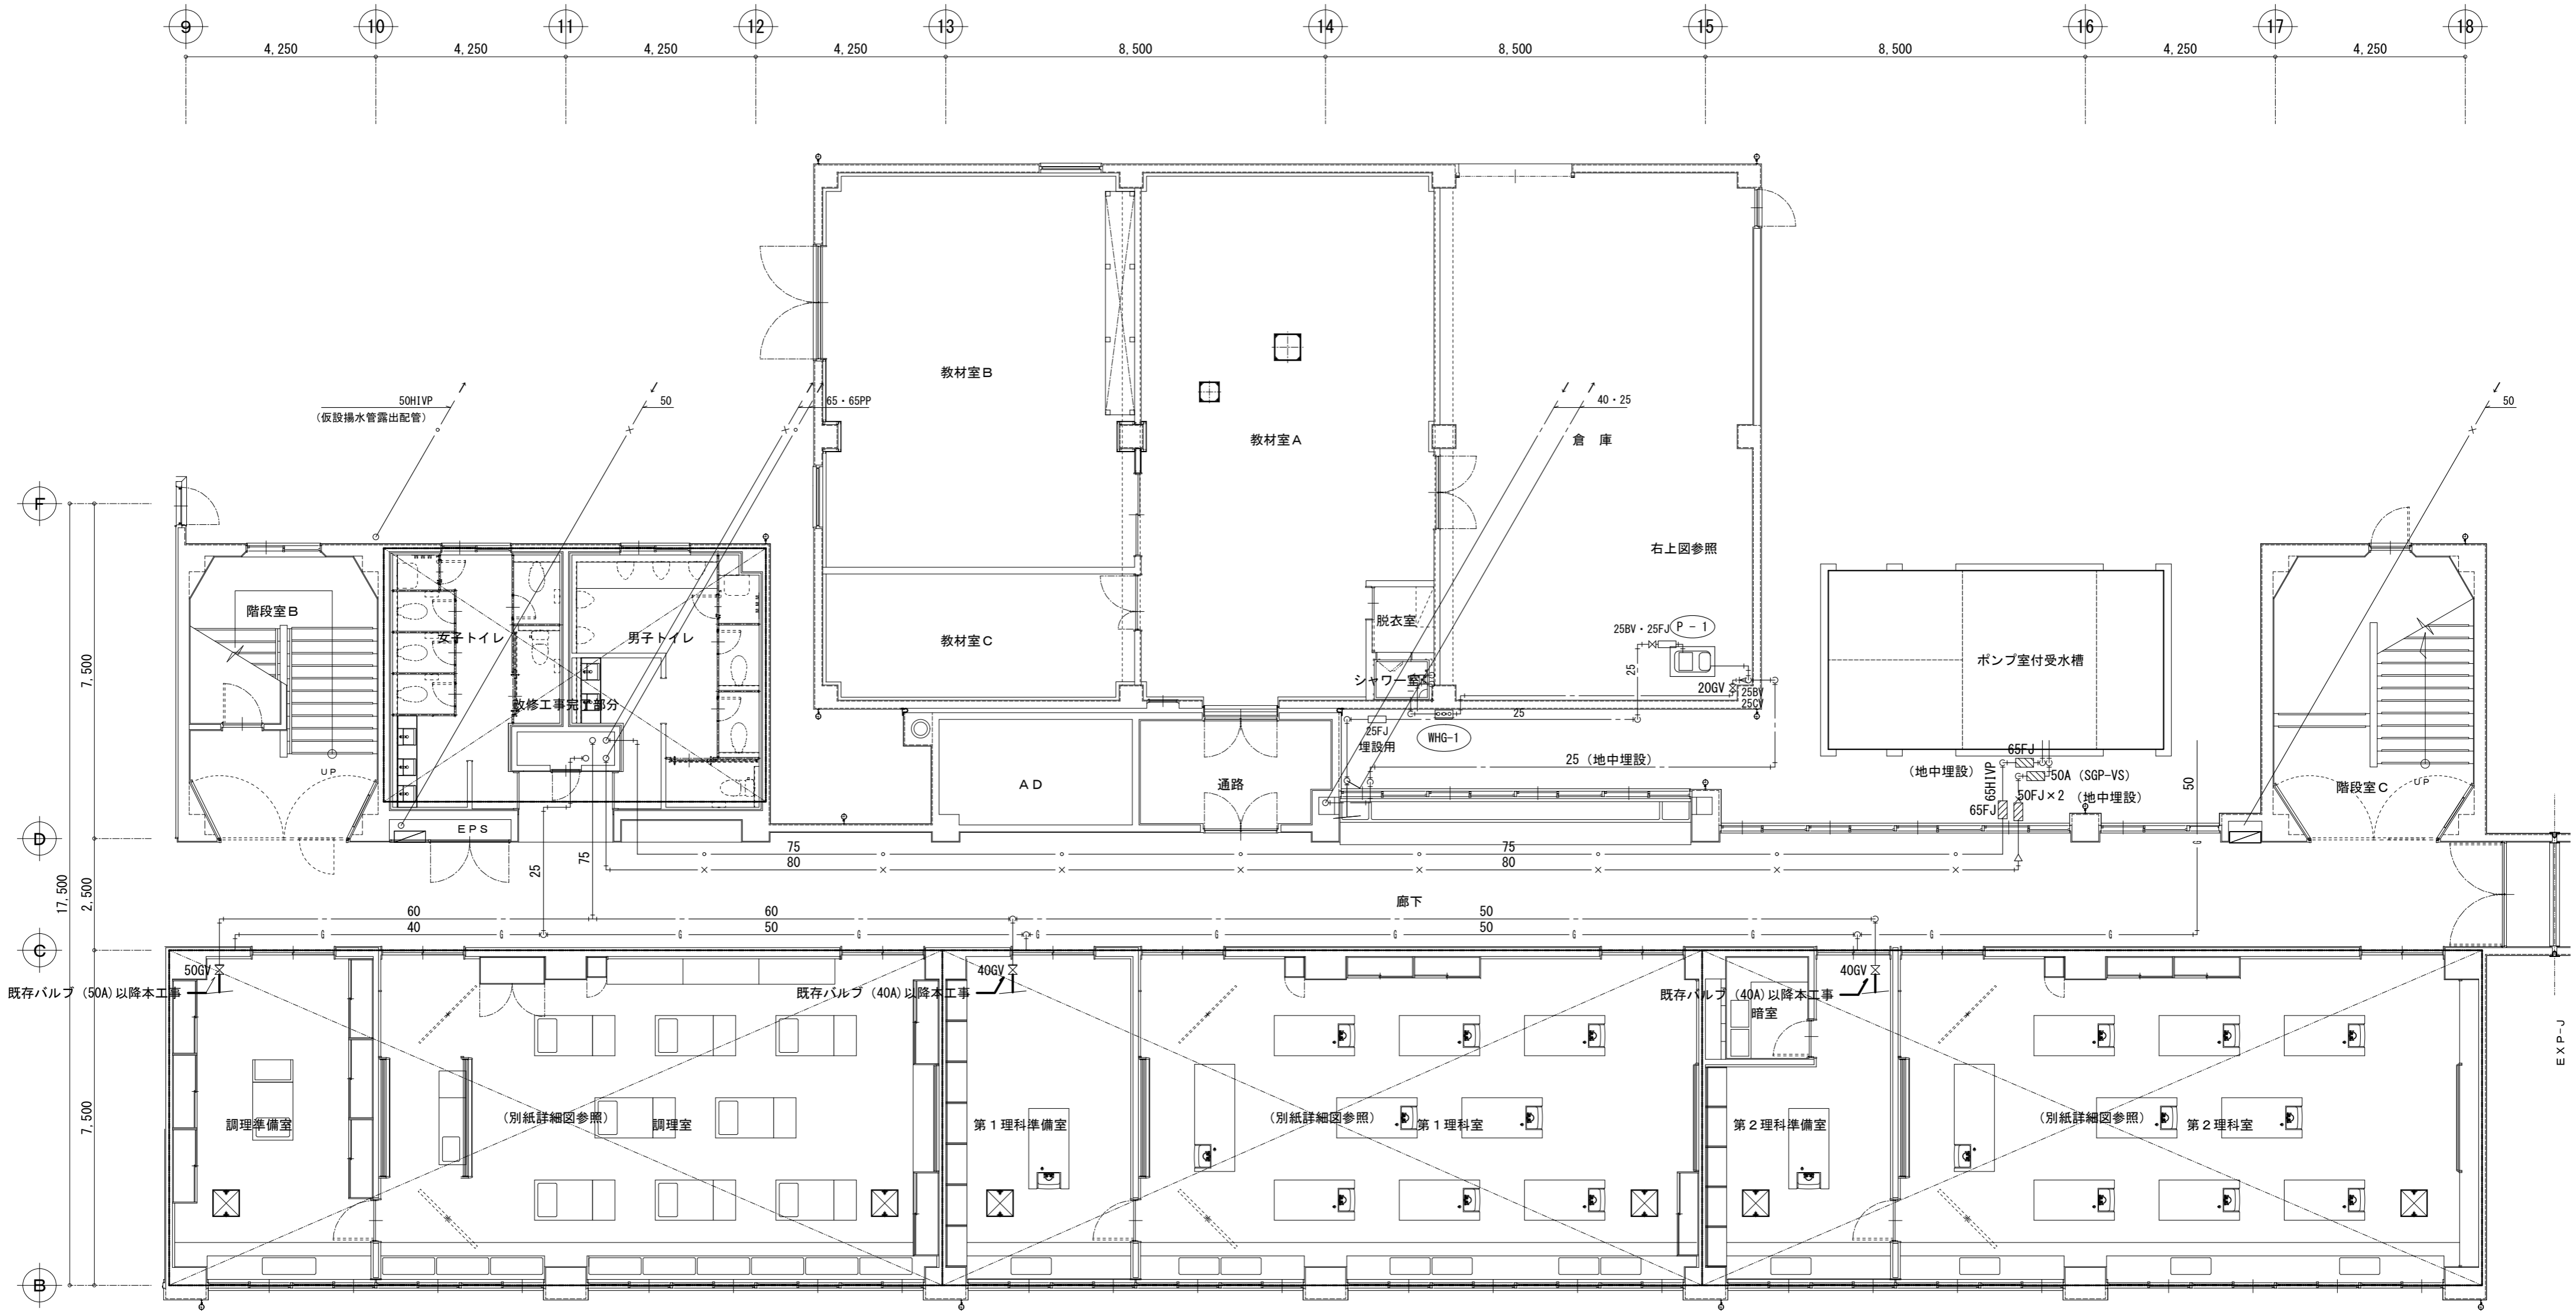 9 10 11 12 13 14 15 16 17 18
4,250 4,250 4,250 4,250 8,500 8,500 8,500 4,250 4,250
教材室B
50HIVP
(仮設揚水管露出配管)
50
65・65PP
40・25
50
教材室A
倉 庫
F
右上図参照
階段室B
女子トイレ
男子トイレ
教材室C
脱衣室
25BV・25FJ
P - 1
7,500
ポンプ室付受水槽
25
シャワー室
20GV
25BV
25CV
改修工事完了部分
25
25FJ
埋設用
WHG-1
65FJ
25 (地中埋設)
UP
(地中埋設)
65HIVP
50A (SGP-VS)
50
AD
通路
階段室C
UP
50FJ×2 (地中埋設)
65FJ
EPS
D
75
75
80
80
75
25
17,500
2,500
廊下
60
60
50
40
50
50
G G G G G G G G G G
C
50GV
40GV
40GV
既存バルブ (50A)以降本工事
既存バルブ (40A)以降本工事
既存バルブ (40A)以降本工事
暗室
EXP-J
7,500
(別紙詳細図参照)
(別紙詳細図参照)
(別紙詳細図参照)
調理準備室
調理室
第1理科準備室
第1理科室
第2理科準備室
第2理科室
B